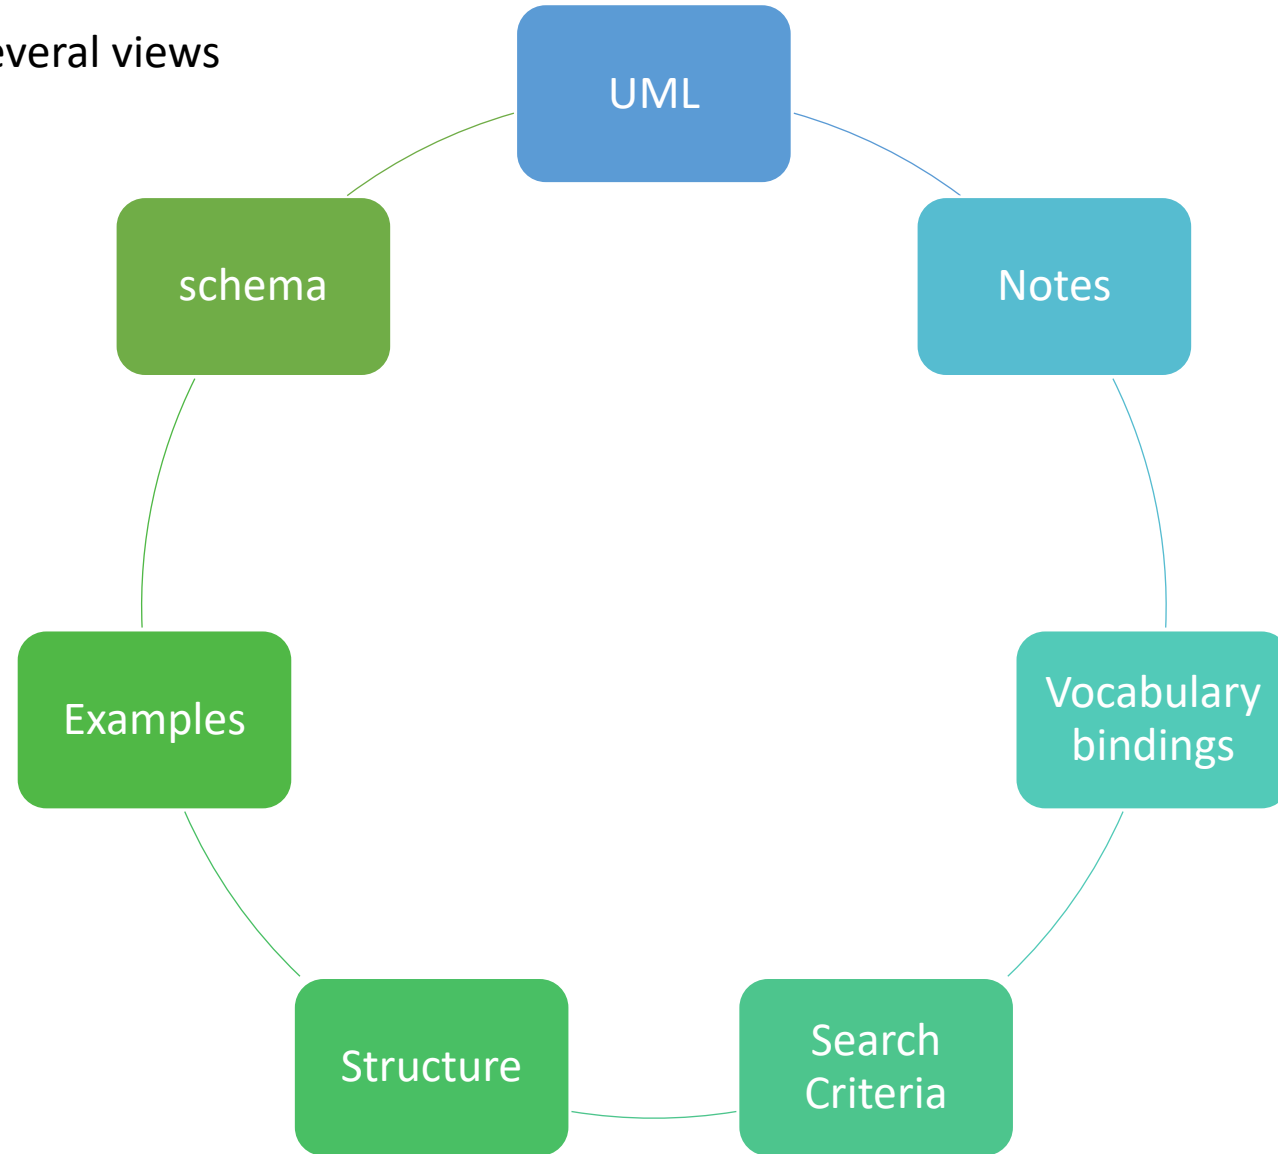 everal views
UML
schema
Notes
Examples
Vocabulary
bindings
Structure
Search
Criteria